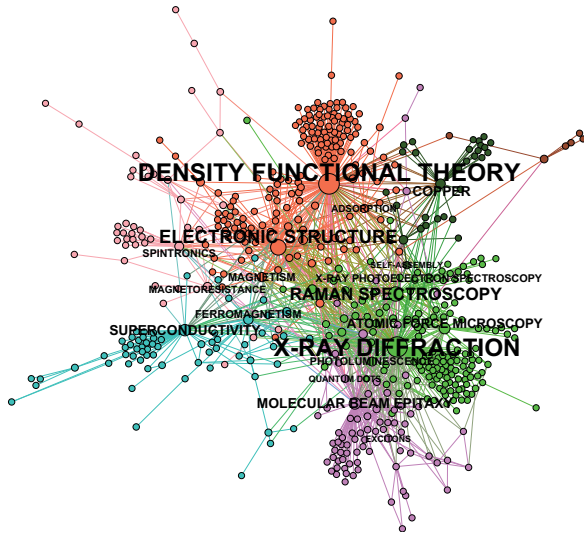 DENSITY FUNCTIONAL THEORY
COPPER
ADSORPTION
ELECTRONIC STRUCTURE
SPINTRONICS
SELF-ASSEMBLY
MAGNETISM
X-RAY PHOTOELECTRON SPECTROSCOPY
MAGNETORESISTANCE
RAMAN SPECTROSCOPY
FERROMAGNETISM
SUPERCONDUCTIVITY
ATOMIC FORCE MICROSCOPY
X-RAY DIFFRACTION
PHOTOLUMINESCENCE
QUANTUM DOTS
MOLECULAR BEAM EPITAXY
EXCITONS